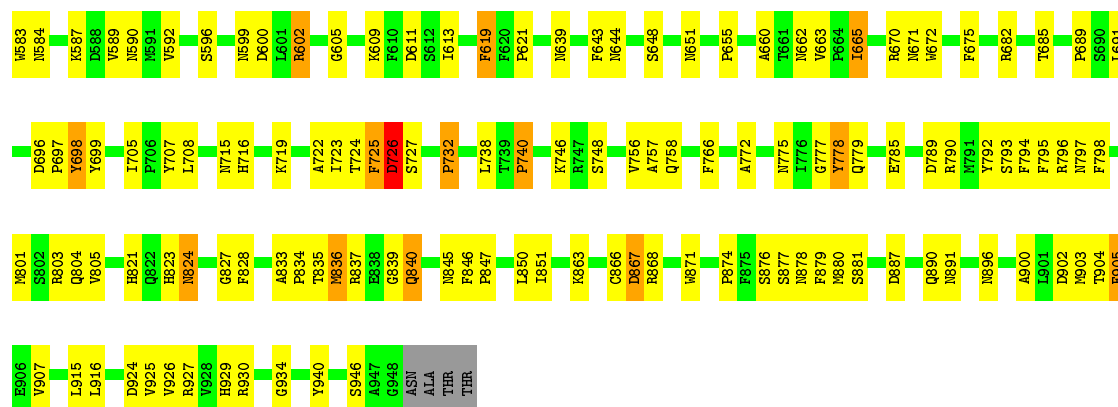 W583 N584 K587 D588 V589 N590 M591 V592 S596 N599 D600 L601 R602 G605 K609 F610 D611 S612 I613 F619 F620 P621 N639 F643 N644 S648 N651 P655 A660 T661 N662 V663 P664 I665 R670 N671 W672 F675 R682 T685 P689 S690 L691
D696 P697 Y698 Y699 I705 P706 Y707 L708 N715 H716 K719 A722 I723 T724 F725 D726 S727 P732 L738 T739 P740 K746 R747 S748 V756 A757 Q758 F766 A772 N775 I776 G777 Y778 Q779 E785 D789 R790 M791 Y792 S793 F794 F795 R796 N797 F798
M801 S802 R803 Q804 V805 H821 Q822 H823 N824 G827 F828 A833 P834 T835 M836 R837 E838 G839 Q840 N845 F846 P847 L850 I851 K863 C866 D867 R868 W871 P874 F875 S876 S877 N878 F879 M880 S881 D887 Q890 N891 N896 A900 L901 D902 M903 T904
E906 V907 L915 L916 D924 V925 V926 R927 V928 H929 R930 G934 Y940 S946 A947 G948 ASN ALA THR THR